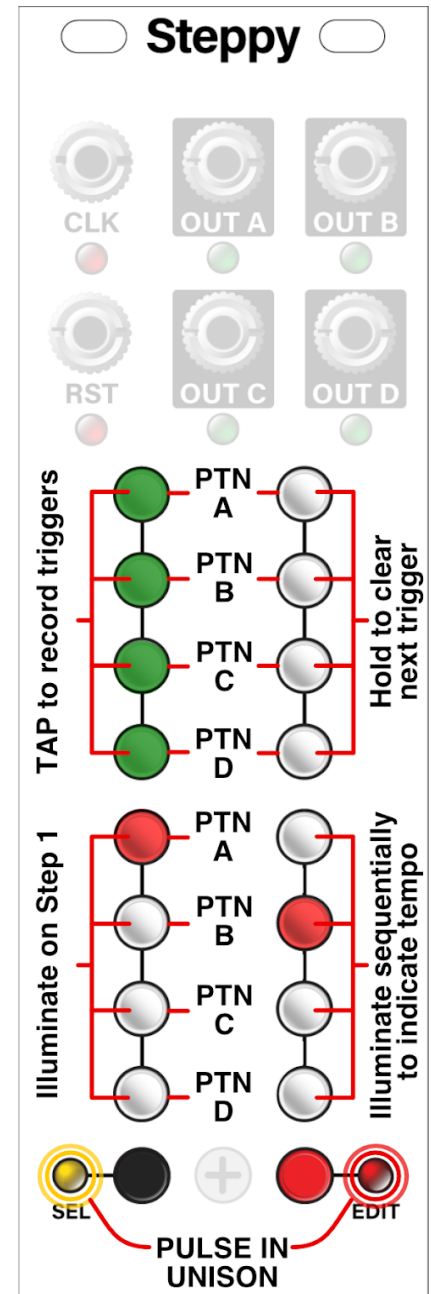 Steppy
CLK
OUT A
OUT B
RST
OUT C
OUT D
TAP to record triggers
PTN
A
PTN
B
PTN
C
PTN
D
Hold to clear
next trigger
Illuminate on Step 1
PTN
A
PTN
B
PTN
C
PTN
D
Illuminate sequentially
to indicate tempo
SEL
EDIT
PULSE IN
UNISON